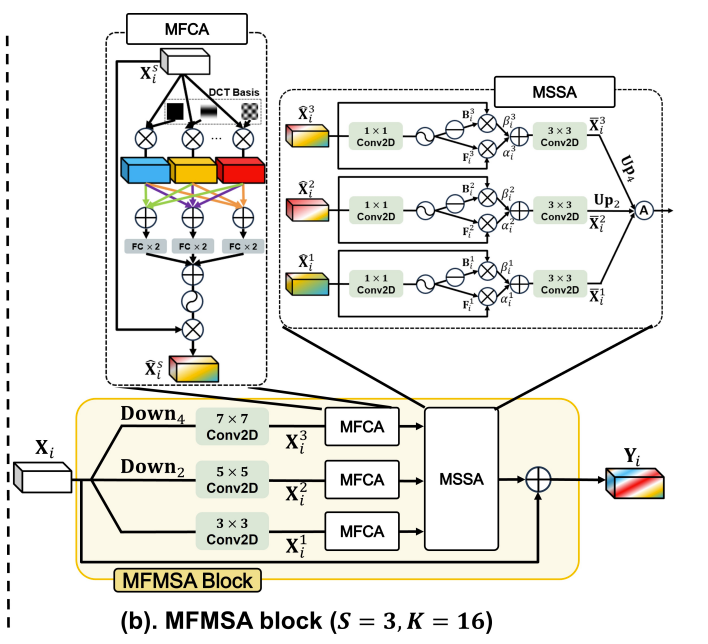 MFCA
X_i^s
DCT Basis
...
FC × 2 FC × 2 FC × 2
X̂_i^s
MSSA
X̂_i^3
1 × 1
Conv2D
B_i^3
F_i^3
β_i^3
α_i^3
3 × 3
Conv2D
X̅_i^3
Up_4
X̂_i^2
1 × 1
Conv2D
B_i^2
F_i^2
β_i^2
α_i^2
3 × 3
Conv2D
Up_2
X̅_i^2
A
X̂_i^1
1 × 1
Conv2D
B_i^1
F_i^1
β_i^1
α_i^1
3 × 3
Conv2D
X̅_i^1
X_i
Down_4
7 × 7
Conv2D
X_i^3
MFCA
Down_2
5 × 5
Conv2D
X_i^2
MFCA
3 × 3
Conv2D
X_i^1
MFCA
MSSA
Y_i
MFMSA Block
(b). MFMSA block (S = 3, K = 16)